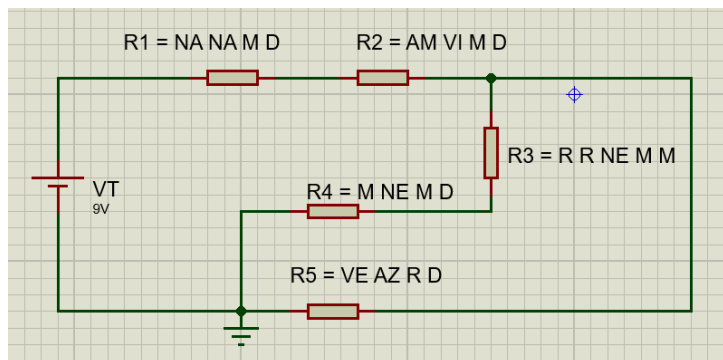 R1 = NA NA M D
R2 = AM VI M D
R3 = R R NE M M
VT
9V
R4 = M NE M D
R5 = VE AZ R D